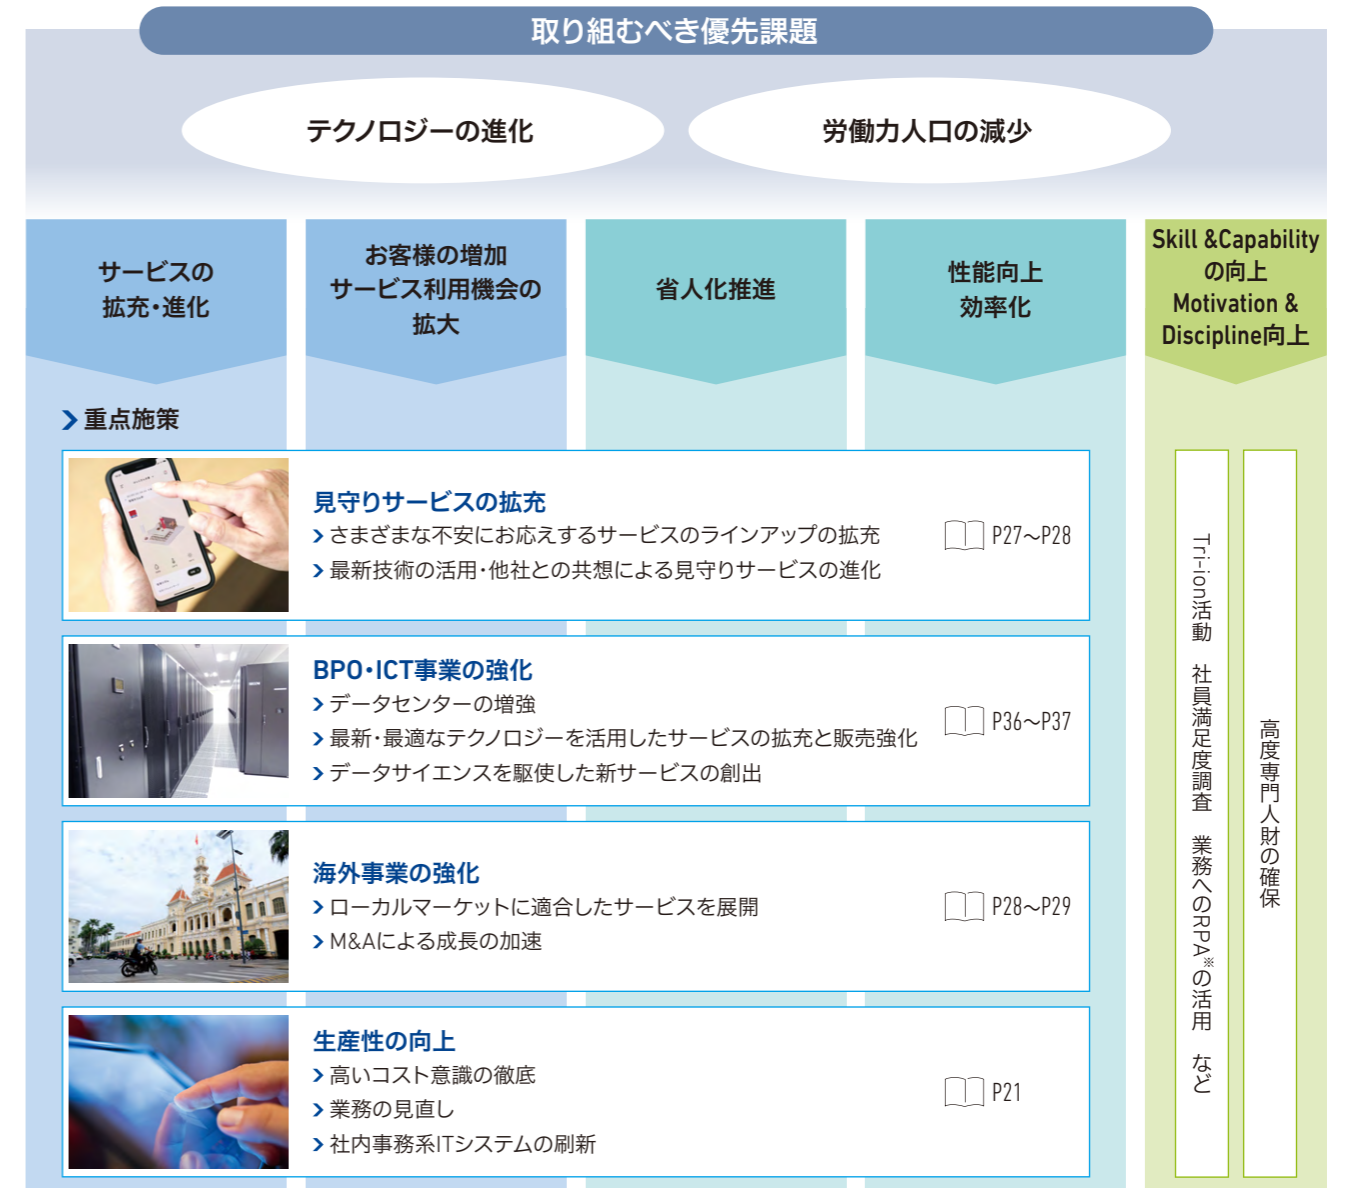 取り組むべき優先課題
テクノロジーの進化
労働力人口の減少
サービスの
拡充・進化
お客様の増加
サービス利用機会の
拡大
省人化推進
性能向上
効率化
Skill &Capability
の向上
Motivation &
Discipline向上
重点施策
見守りサービスの拡充
さまざまな不安にお応えするサービスのラインアップの拡充
最新技術の活用・他社との共想による見守りサービスの進化
P27〜P28
BPO・ICT事業の強化
データセンターの増強
最新・最適なテクノロジーを活用したサービスの拡充と販売強化
データサイエンスを駆使した新サービスの創出
P36〜P37
海外事業の強化
ローカルマーケットに適合したサービスを展開
M&Aによる成長の加速
P28〜P29
生産性の向上
高いコスト意識の徹底
業務の見直し
社内事務系ITシステムの刷新
P21
Tri-ion活動 社員満足度調査 業務へのRPA※の活用 など
高度専門人財の確保